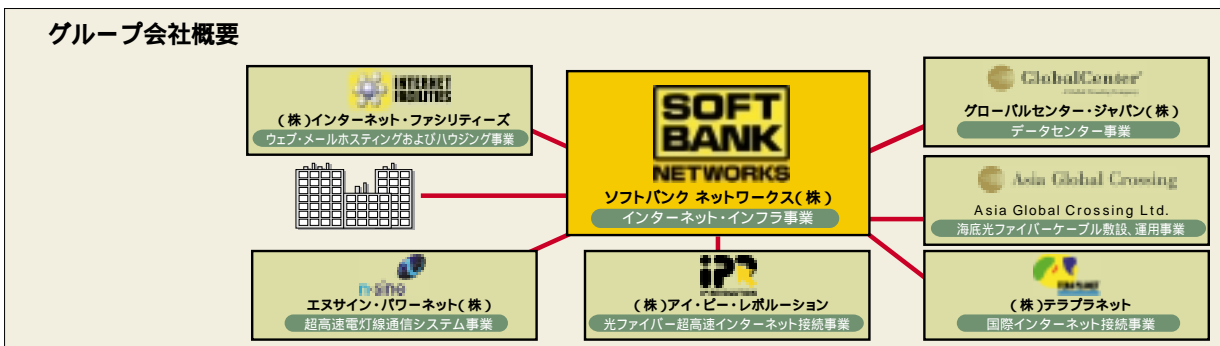 グループ会社概要
INTERNET
FACILITIES
(株)インターネット・ファシリティーズ
ウェブ・メールホスティングおよびハウジング事業
SOFT
BANK
NETWORKS
ソフトバンク ネットワークス(株)
インターネット・インフラ事業
GlobalCenter
グローバルセンター・ジャパン(株)
データセンター事業
Asia Global Crossing
Asia Global Crossing Ltd.
海底光ファイバーケーブル敷設、運用事業
n-sine
エヌサイン・パワーネット(株)
超高速電灯線通信システム事業
iPR
(株)アイ・ピー・レボルーション
光ファイバー超高速インターネット接続事業
(株)テラプラネット
国際インターネット接続事業